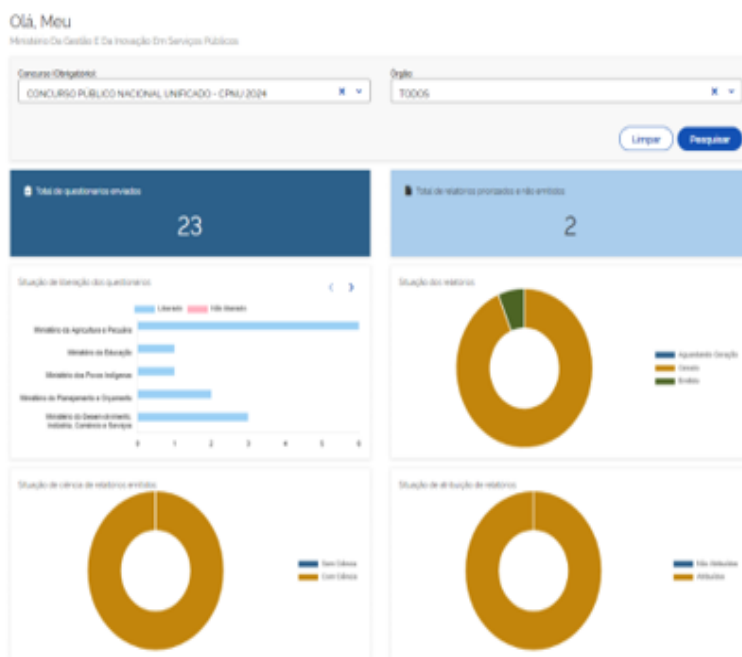 Olá, Meu
Ministério Da Gestão E Da Inovação Em Serviços Públicos
Concurso (Obrigatório)
CONCURSO PÚBLICO NACIONAL UNIFICADO - CPNU 2024
Órgão
TODOS
Limpar
Pesquisar
Total de questionários enviados
23
Total de relatórios priorizados e não emitidos
2
Situação de liberação dos questionários
Liberado
Não liberado
Ministério da Agricultura e Pecuária
Ministério da Educação
Ministério dos Povos Indígenas
Ministério do Planejamento e Orçamento
Ministério do Desenvolvimento,
Indústria, Comércio e Serviços
0 1 2 3 4 5 6
Situação dos relatórios
Aguardando Geração
Gerado
Emitido
Situação de ciência de relatórios emitidos
Sem Ciência
Com Ciência
Situação de atribuição de relatórios
Não Atribuídos
Atribuídos